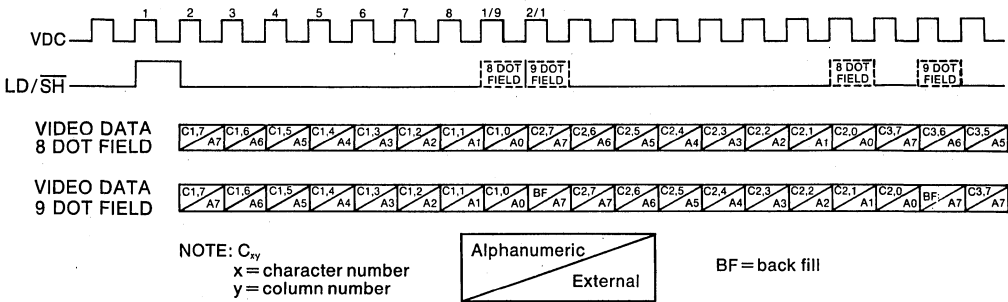 1 2 3 4 5 6 7 8 1/9 2/1
VDC
LD/SH
8 DOT FIELD
9 DOT FIELD
8 DOT FIELD
9 DOT FIELD
VIDEO DATA
8 DOT FIELD
C1,7 C1,6 C1,5 C1,4 C1,3 C1,2 C1,1 C1,0 C2,7 C2,6 C2,5 C2,4 C2,3 C2,2 C2,1 C2,0 C3,7 C3,6 C3,5
A7 A6 A5 A4 A3 A2 A1 A0 A7 A6 A5 A4 A3 A2 A1 A0 A7 A6 A5
VIDEO DATA
9 DOT FIELD
C1,7 C1,6 C1,5 C1,4 C1,3 C1,2 C1,1 C1,0 BF C2,7 C2,6 C2,5 C2,4 C2,3 C2,2 C2,1 C2,0 BF C3,7
A7 A6 A5 A4 A3 A2 A1 A0 A7 A7 A6 A5 A4 A3 A2 A1 A0 A7 A7
NOTE: Cxy
x = character number
y = column number
Alphanumeric
External
BF = back fill